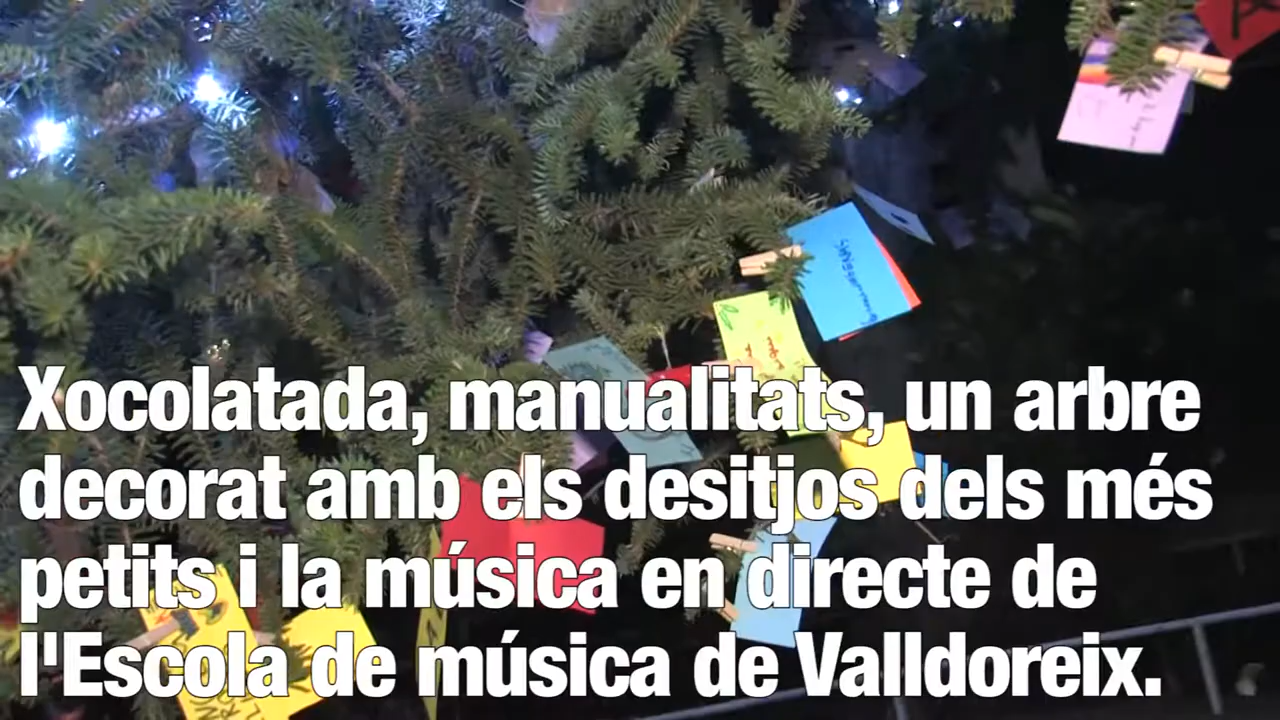 Xocolatada, manualitats, un arbre
decorat amb els desitjos dels més
petits i la música en directe de
l'Escola de música de Valldoreix.